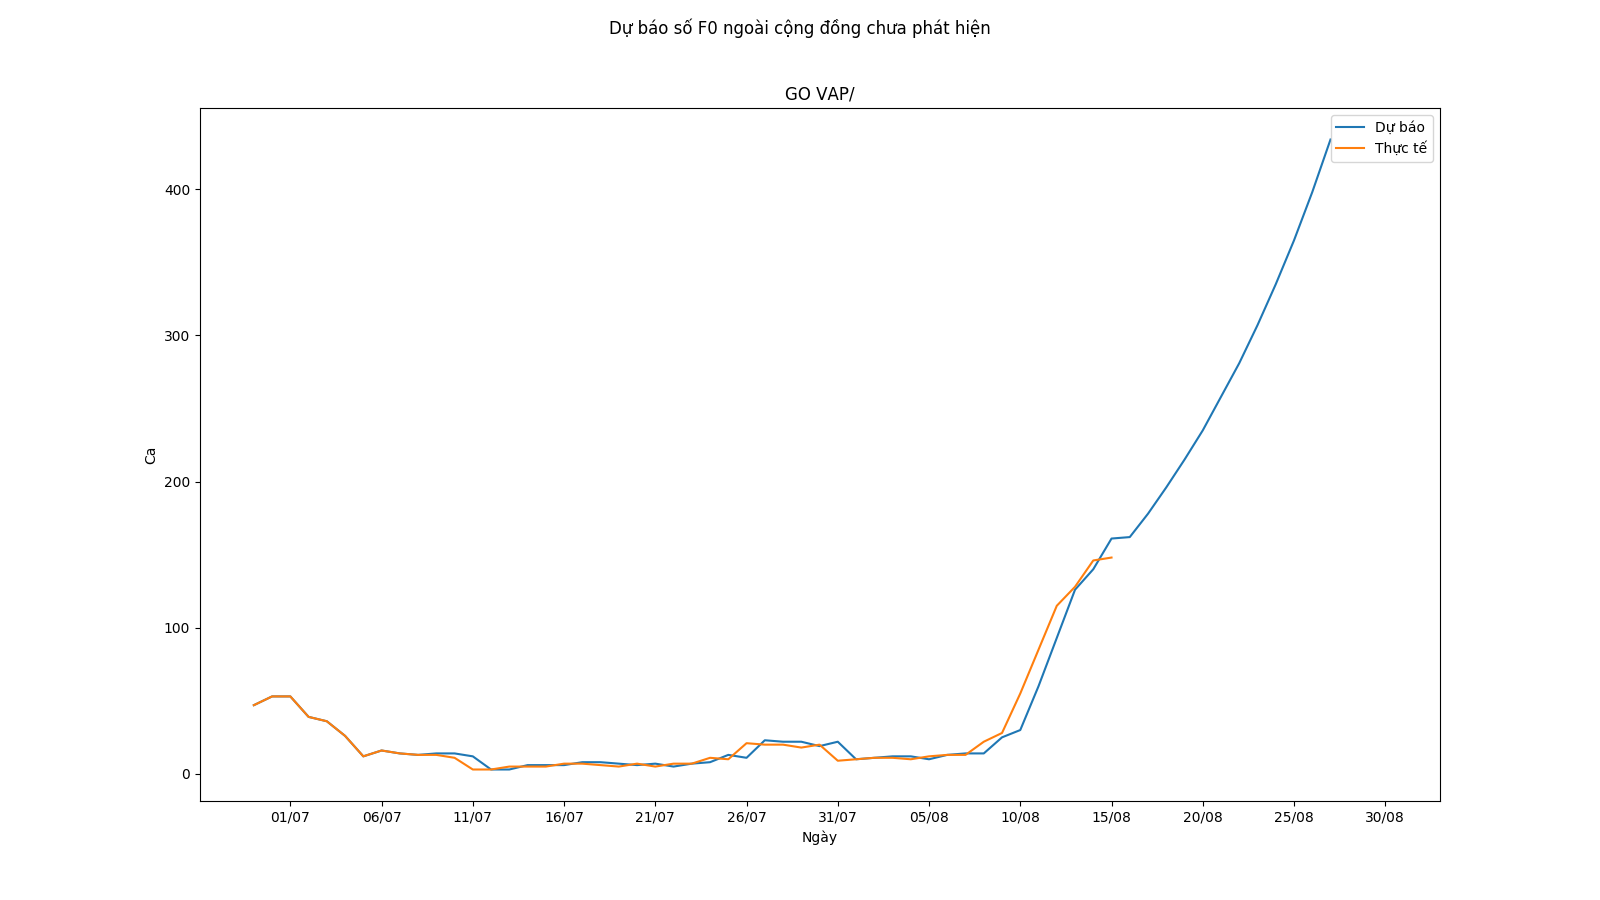 Dự báo số F0 ngoài cộng đồng chưa phát hiện
GO VAP/
Dự báo
Thực tế
400
300
200
100
0
Ca
01/07 06/07 11/07 16/07 21/07 26/07 31/07 05/08 10/08 15/08 20/08 25/08 30/08
Ngày